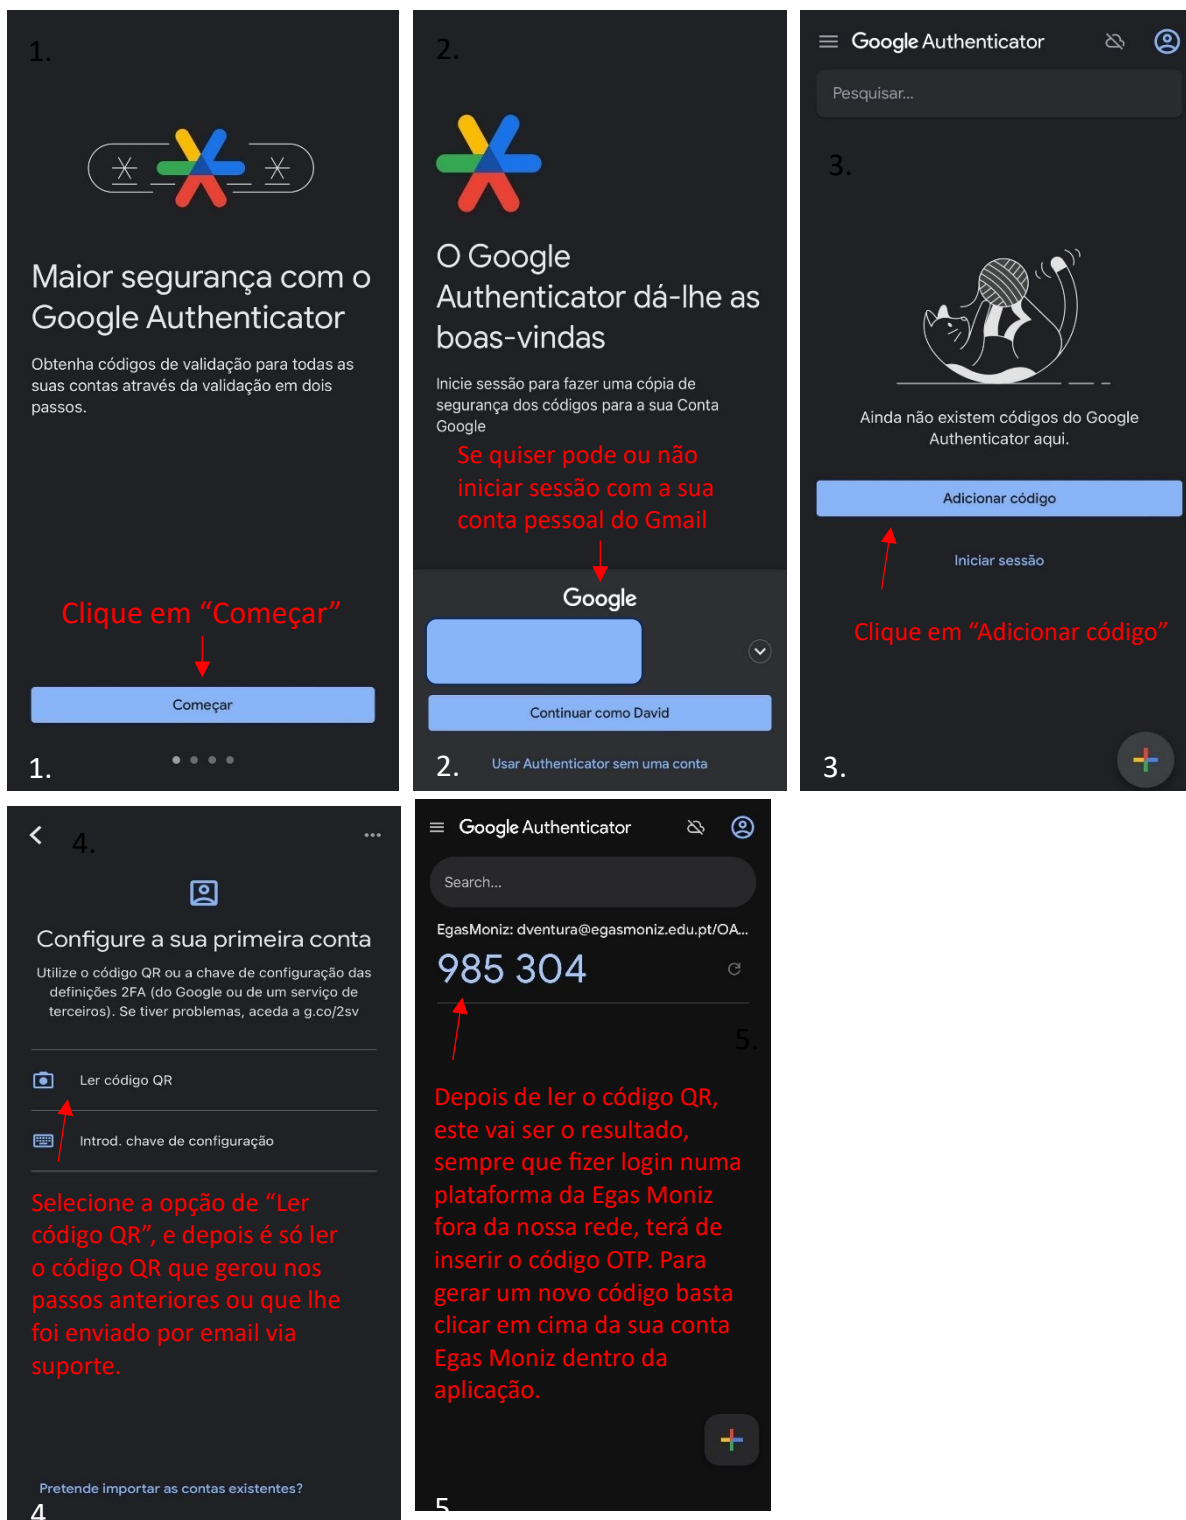 1.
Maior segurança com o
Google Authenticator
Obtenha códigos de validação para todas as
suas contas através da validação em dois
passos.
Clique em “Começar”
Começar
1.
2.
O Google
Authenticator dá-lhe as
boas-vindas
Inicie sessão para fazer uma cópia de
segurança dos códigos para a sua Conta
Google
Se quiser pode ou não
iniciar sessão com a sua
conta pessoal do Gmail
Google
Continuar como David
2.
Usar Authenticator sem uma conta
Google Authenticator
Pesquisar...
3.
Ainda não existem códigos do Google
Authenticator aqui.
Adicionar código
Iniciar sessão
Clique em “Adicionar código”
3.
4.
Configure a sua primeira conta
Utilize o código QR ou a chave de configuração das
definições 2FA (do Google ou de um serviço de
terceiros). Se tiver problemas, aceda a g.co/2sv
Ler código QR
Introd. chave de configuração
Selecione a opção de “Ler
código QR”, e depois é só ler
o código QR que gerou nos
passos anteriores ou que lhe
foi enviado por email via
suporte.
Pretende importar as contas existentes?
4
Google Authenticator
Search...
EgasMoniz: dventura@egasmoniz.edu.pt/OA...
985 304
5.
Depois de ler o código QR,
este vai ser o resultado,
sempre que fizer login numa
plataforma da Egas Moniz
fora da nossa rede, terá de
inserir o código OTP. Para
gerar um novo código basta
clicar em cima da sua conta
Egas Moniz dentro da
aplicação.
5